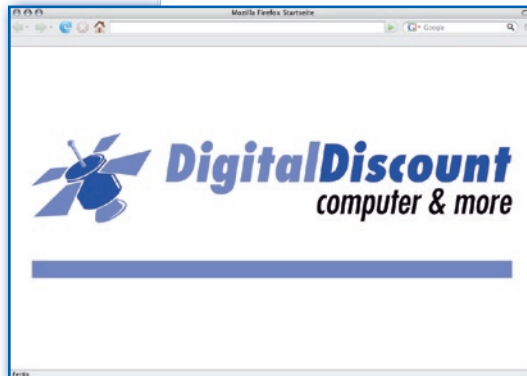 Mozilla Firefox Startseite
G Google
DigitalDiscount
computer & more
Fertig